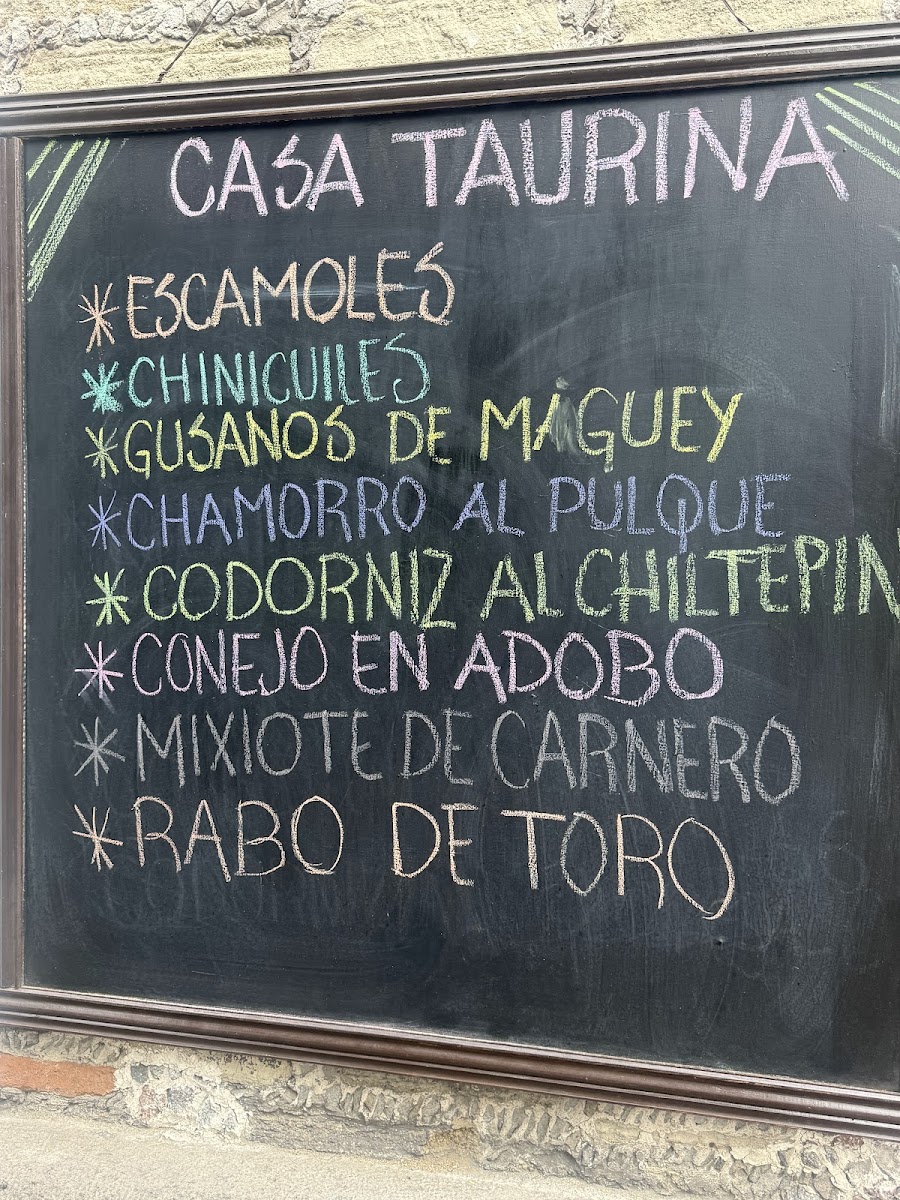 CASA TAURINA
*ESCAMOLES
*CHINICUILES
*GUSANOS DE MAGUEY
*CHAMORRO AL PULQUE
*CODORNIZ AL CHILTEPIN
*CONEJO EN ADOBO
*MIXIOTE DE CARNERO
*RABO DE TORO